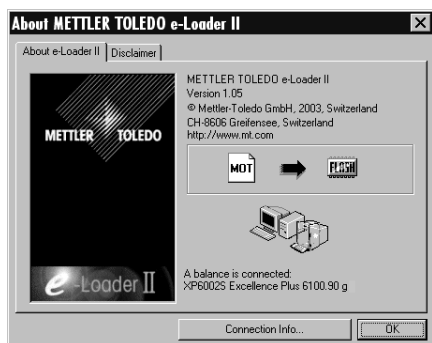 About METTLER TOLEDO e-Loader II
About e-Loader II
Disclaimer
METTLER TOLEDO
e-Loader II
METTLER TOLEDO e-Loader II
Version 1.05
© Mettler-Toledo GmbH, 2003, Switzerland
CH-8606 Greifensee, Switzerland
http://www.mt.com
MOT
FLASH
A balance is connected:
XP6002S Excellence Plus 6100.90 g
Connection Info...
OK